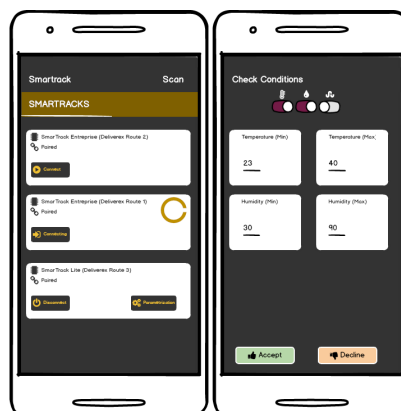 Smartrack Scan
SMARTRACKS
SmarTrack Entreprise (Deliverex Route 2)
Paired
Connect
SmarTrack Entreprise (Deliverex Route 1)
Paired
Connecting
SmarTrack Lite (Deliverex Route 3)
Paired
Disconnect Paramétrisation
Check Conditions
Temperature (Min) Temperature (Max)
23 40
Humidity (Min) Humidity (Max)
30 90
Accept Decline